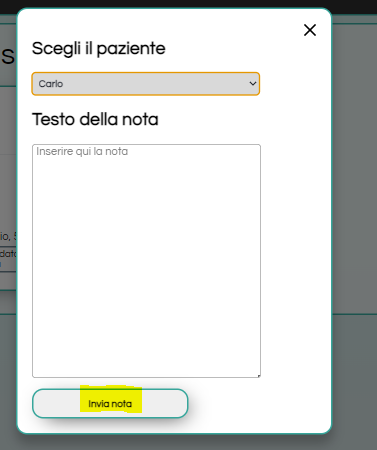 Scegli il paziente
Carlo
Testo della nota
Inserire qui la nota
Invia nota